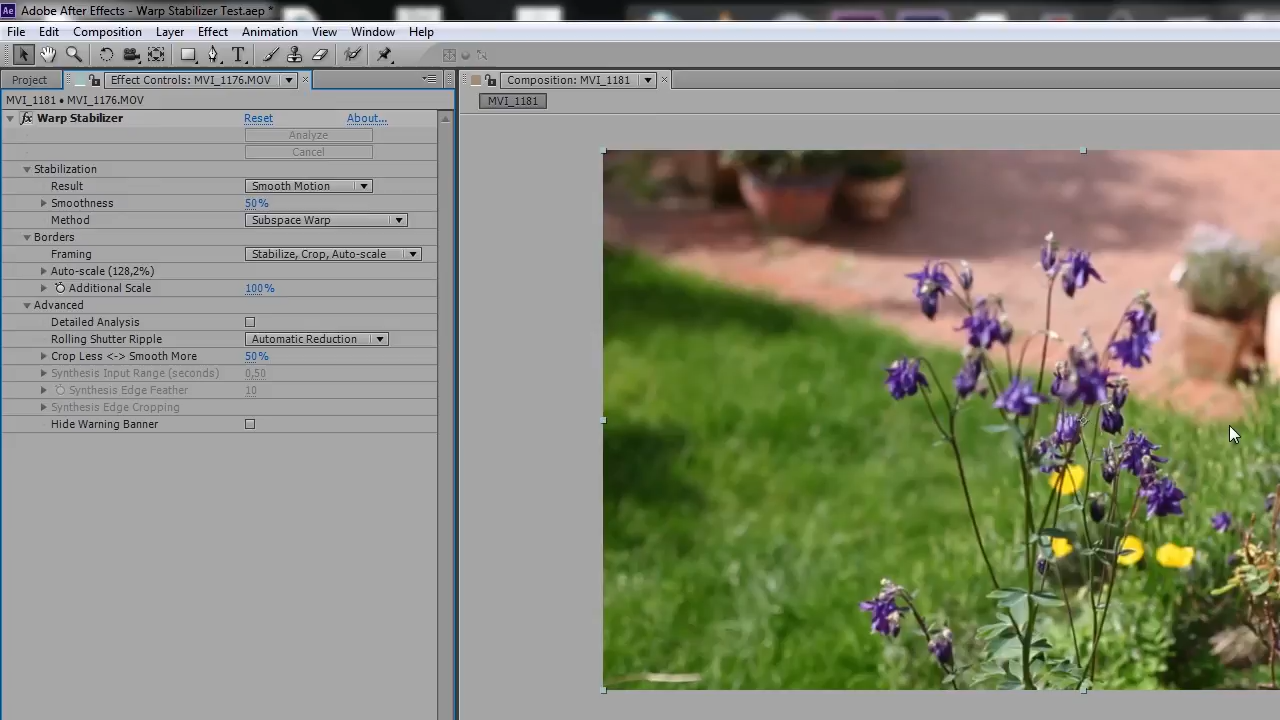 Ae Adobe After Effects - Warp Stabilizer Test.aep *
File Edit Composition Layer Effect Animation View Window Help
Project Effect Controls: MVI_1176.MOV Composition: MVI_1181
MVI_1181 • MVI_1176.MOV
MVI_1181
fx Warp Stabilizer Reset About...
Analyze
Cancel
Stabilization
Result Smooth Motion
Smoothness 50%
Method Subspace Warp
Borders
Framing Stabilize, Crop, Auto-scale
Auto-scale (128,2%)
Additional Scale 100%
Advanced
Detailed Analysis
Rolling Shutter Ripple Automatic Reduction
Crop Less <-> Smooth More 50%
Synthesis Input Range (seconds) 0,50
Synthesis Edge Feather 10
Synthesis Edge Cropping
Hide Warning Banner